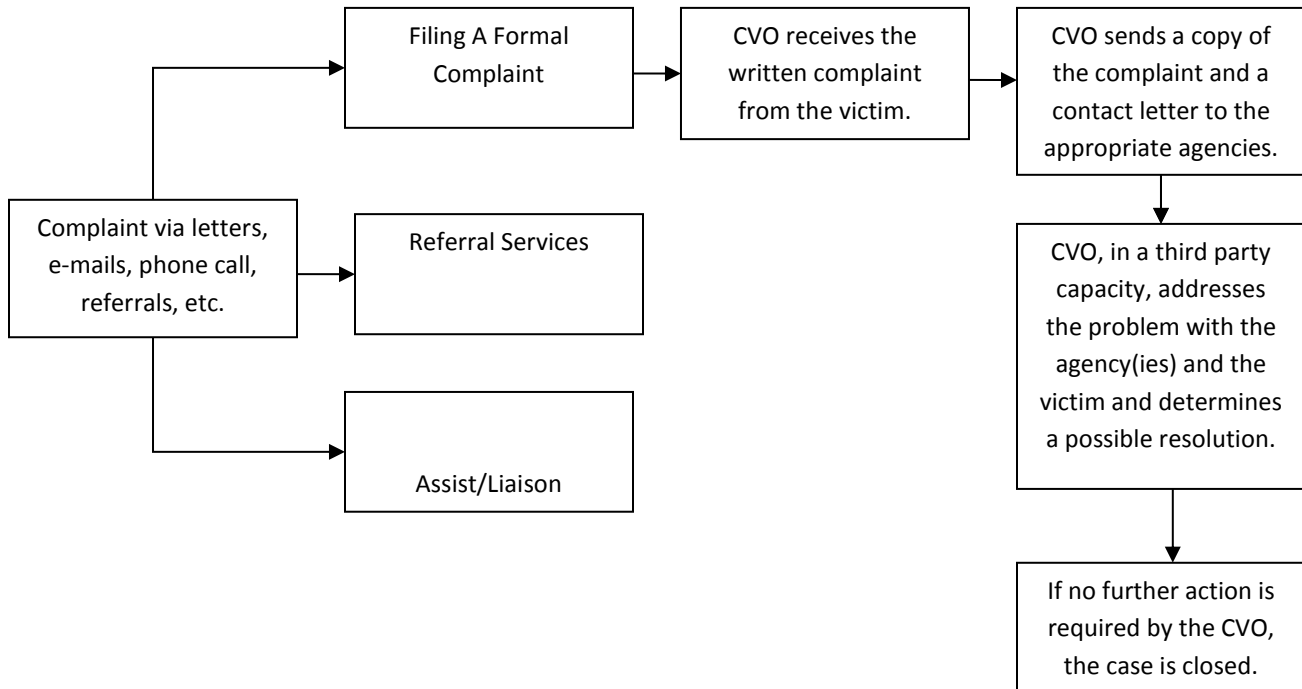 Filing A Formal
Complaint
CVO receives the
written complaint
from the victim.
CVO sends a copy of
the complaint and a
contact letter to the
appropriate agencies.
Complaint via letters,
e-mails, phone call,
referrals, etc.
Referral Services
CVO, in a third party
capacity, addresses
the problem with the
agency(ies) and the
victim and determines
a possible resolution.
Assist/Liaison
If no further action is
required by the CVO,
the case is closed.